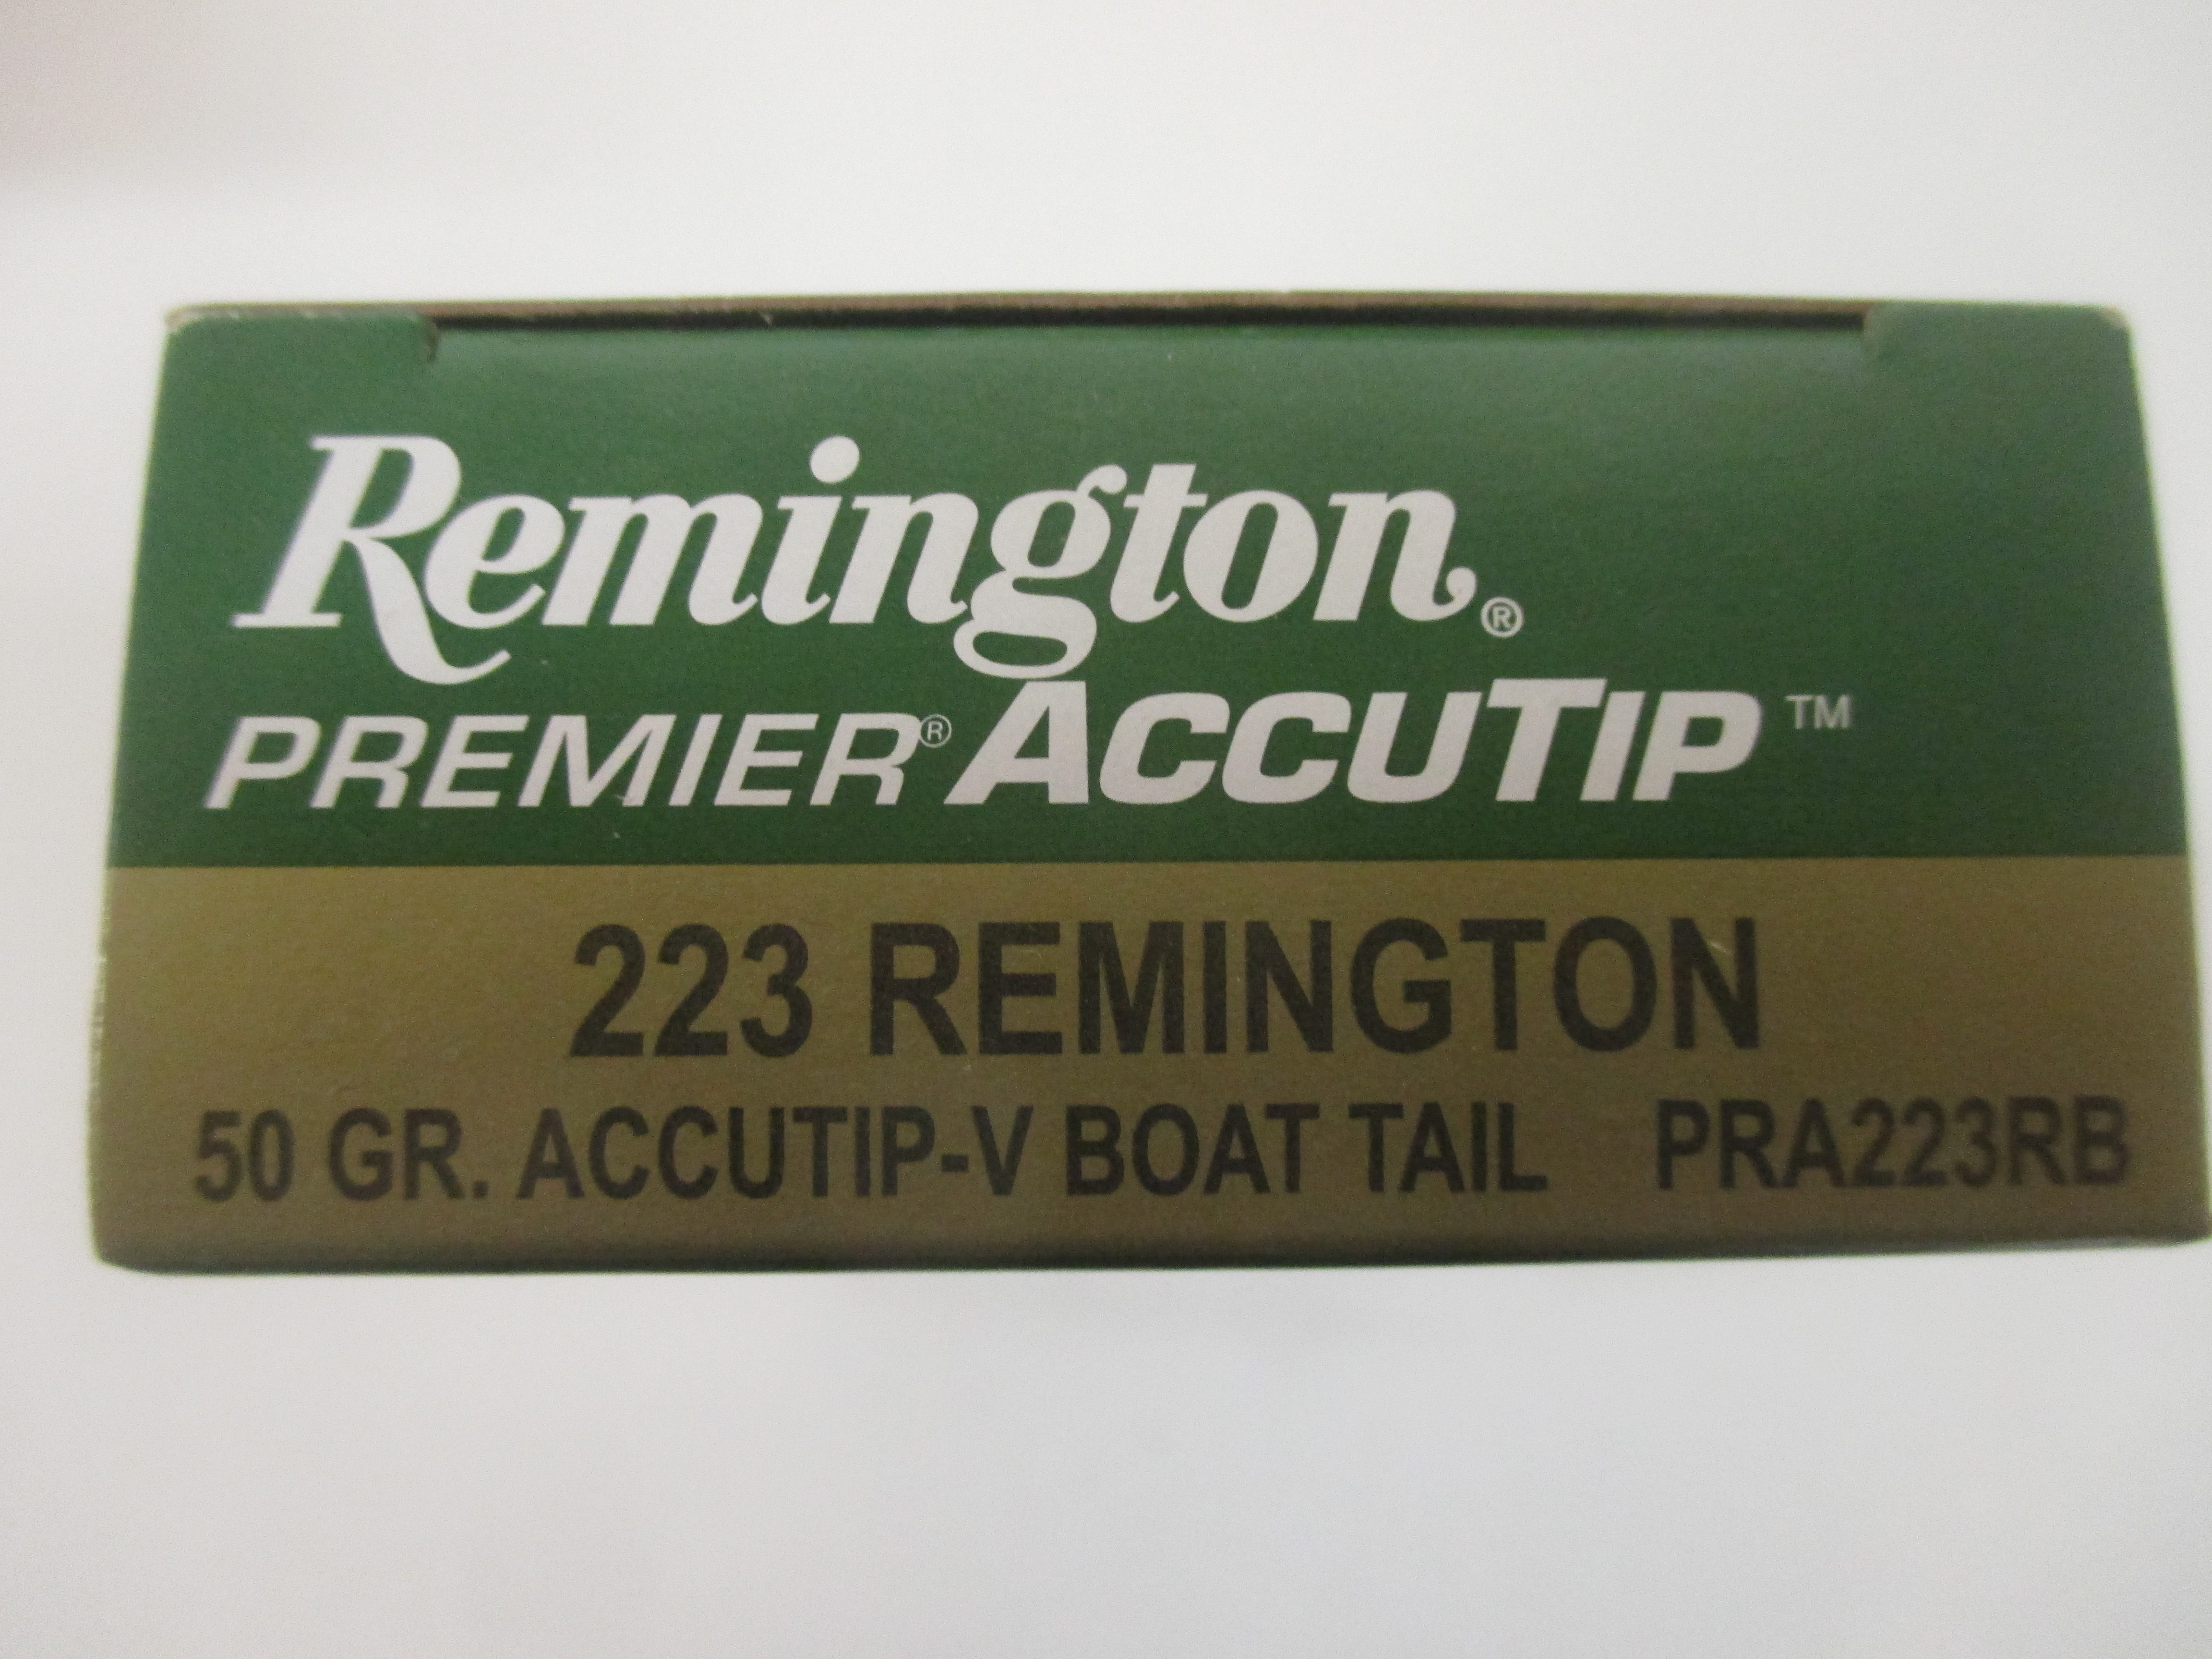 Remington®
PREMIER® ACCUTIP™
223 REMINGTON
50 GR. ACCUTIP-V BOAT TAIL PRA223RB